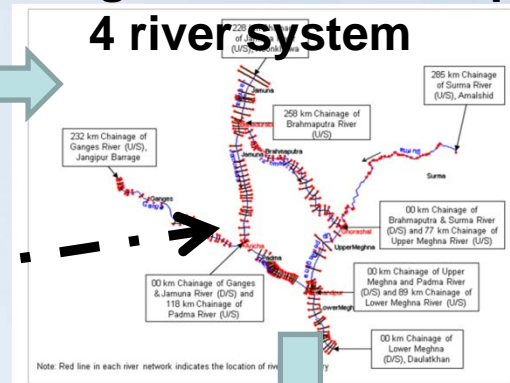 4 river system
228 km
of Ja
(U/S),
285 km Chainage
of Surma River
(U/S), Amalshid
258 km Chainage of
Brahmaputra River
(U/S)
232 km Chainage of
Ganges River (U/S),
Jangipur Barrage
Jamuna
Jamuna
Brahmaputra
Surma
Ganges
00 km Chainage of
Brahmaputra & Surma River
(D/S) and 77 km Chainage of
Upper Meghna River (U/S)
UpperMeghna
Aricha
Padma
00 km Chainage of Ganges
& Jamuna River (D/S) and
118 km Chainage of
Padma River (U/S)
00 km Chainage of Upper
Meghna and Padma River
(D/S) and 89 km Chainage of
Lower Meghna River (U/S)
00 km Chainage of
Lower Meghna
(D/S), Daulatkhan
Note: Red line in each river network indicates the location of